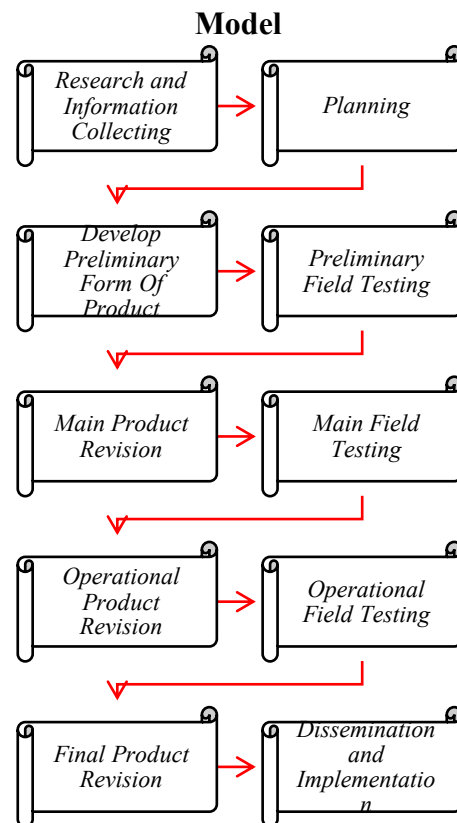 Model
Research and
Information
Collecting
Planning
Develop
Preliminary
Form Of
Product
Preliminary
Field Testing
Main Product
Revision
Main Field
Testing
Operational
Product
Revision
Operational
Field Testing
Final Product
Revision
Dissemination
and
Implementatio
n